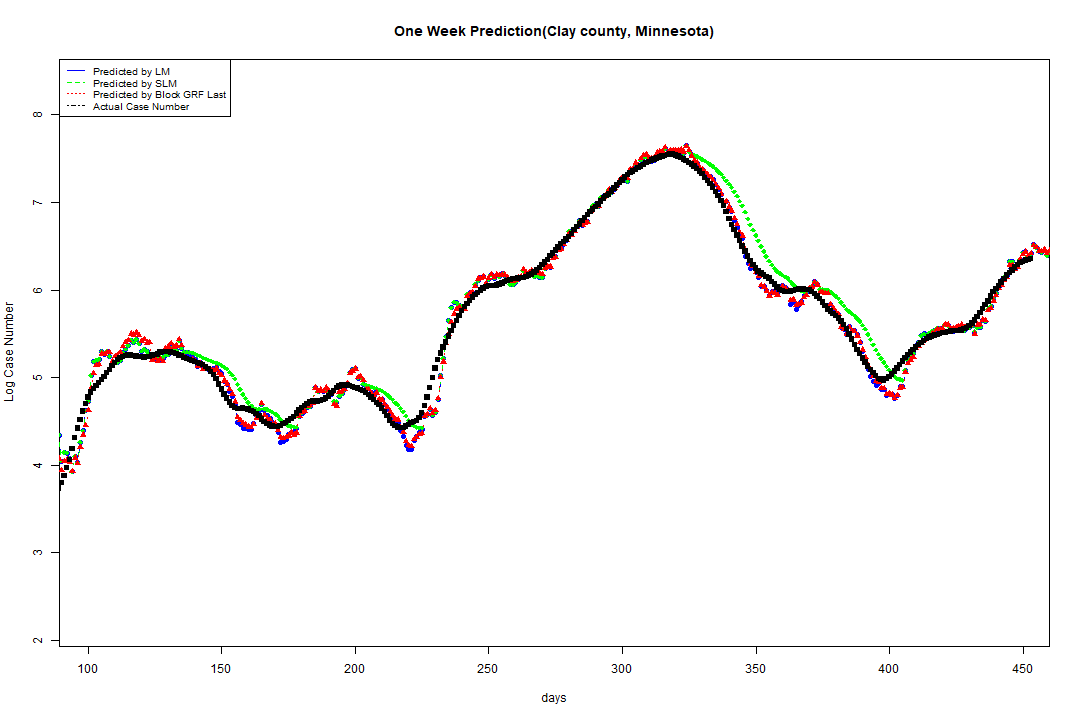 One Week Prediction(Clay county, Minnesota)
Predicted by LM
Predicted by SLM
Predicted by Block GRF Last
Actual Case Number
8
7
6
5
4
3
2
Log Case Number
100 150 200 250 300 350 400 450
days